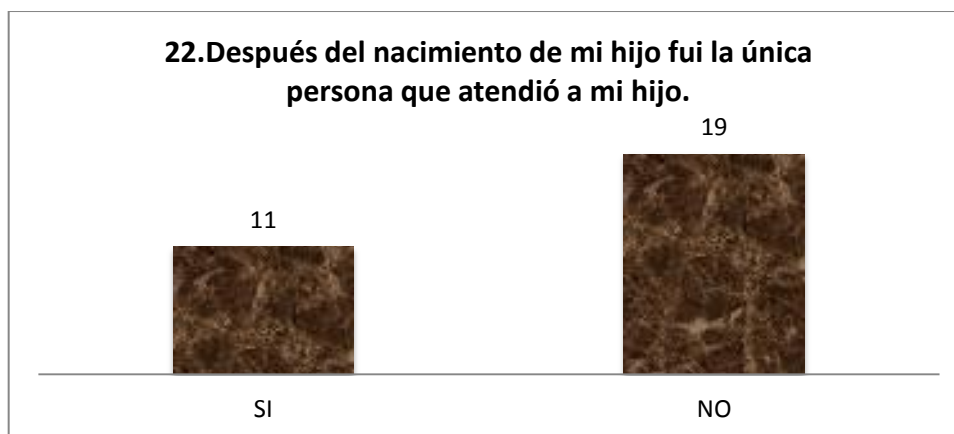 22.Después del nacimiento de mi hijo fui la única
persona que atendió a mi hijo.
19
11
SI
NO